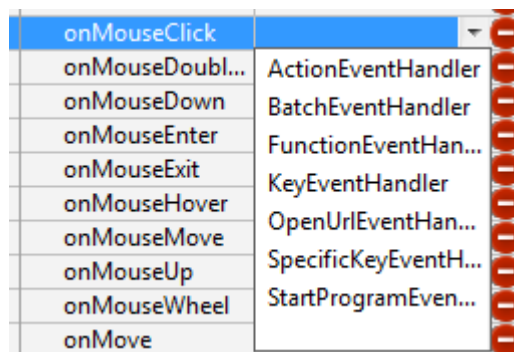 onMouseClick
onMouseDoubl...
onMouseDown
onMouseEnter
onMouseExit
onMouseHover
onMouseMove
onMouseUp
onMouseWheel
onMove
ActionEventHandler
BatchEventHandler
FunctionEventHan...
KeyEventHandler
OpenUrlEventHan...
SpecificKeyEventH...
StartProgramEven...